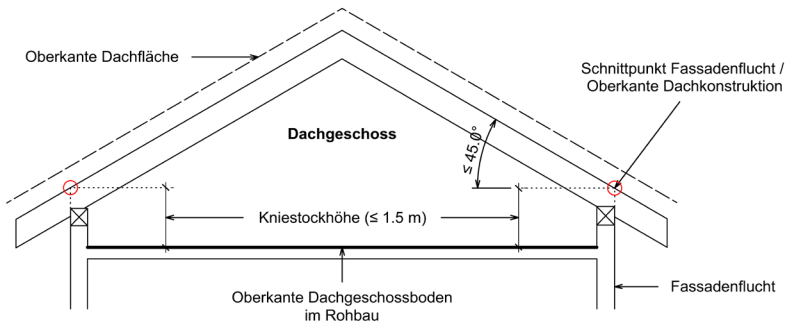 Oberkante Dachfläche
Schnittpunkt Fassadenflucht /
Oberkante Dachkonstruktion
Dachgeschoss
≤ 45.0°
Kniestockhöhe (≤ 1.5 m)
Oberkante Dachgeschossboden
im Rohbau
Fassadenflucht